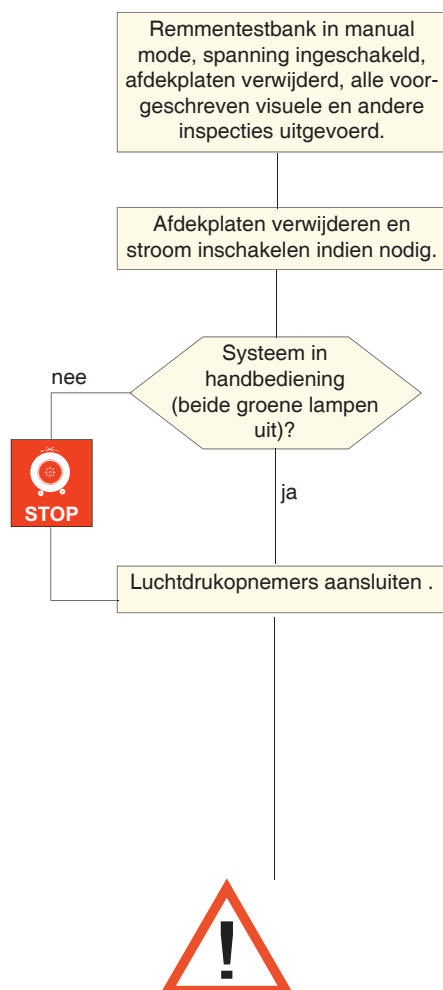 Remmentestbank in manual
mode, spanning ingeschakeld,
afdekplaten verwijderd, alle voor-
geschreven visuele en andere
inspecties uitgevoerd.
Afdekplaten verwijderen en
stroom inschakelen indien nodig.
Systeem in
handbediening
(beide groene lampen
uit)?
nee
STOP
ja
Luchtdrukopnemers aansluiten .
!